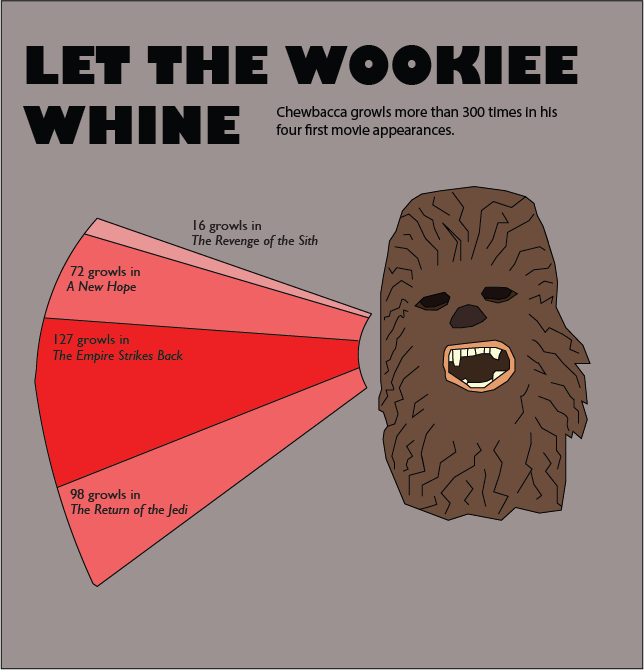 LET THE WOOKIEE
WHINE
Chewbacca growls more than 300 times in his
four first movie appearances.
16 growls in
The Revenge of the Sith
72 growls in
A New Hope
127 growls in
The Empire Strikes Back
98 growls in
The Return of the Jedi